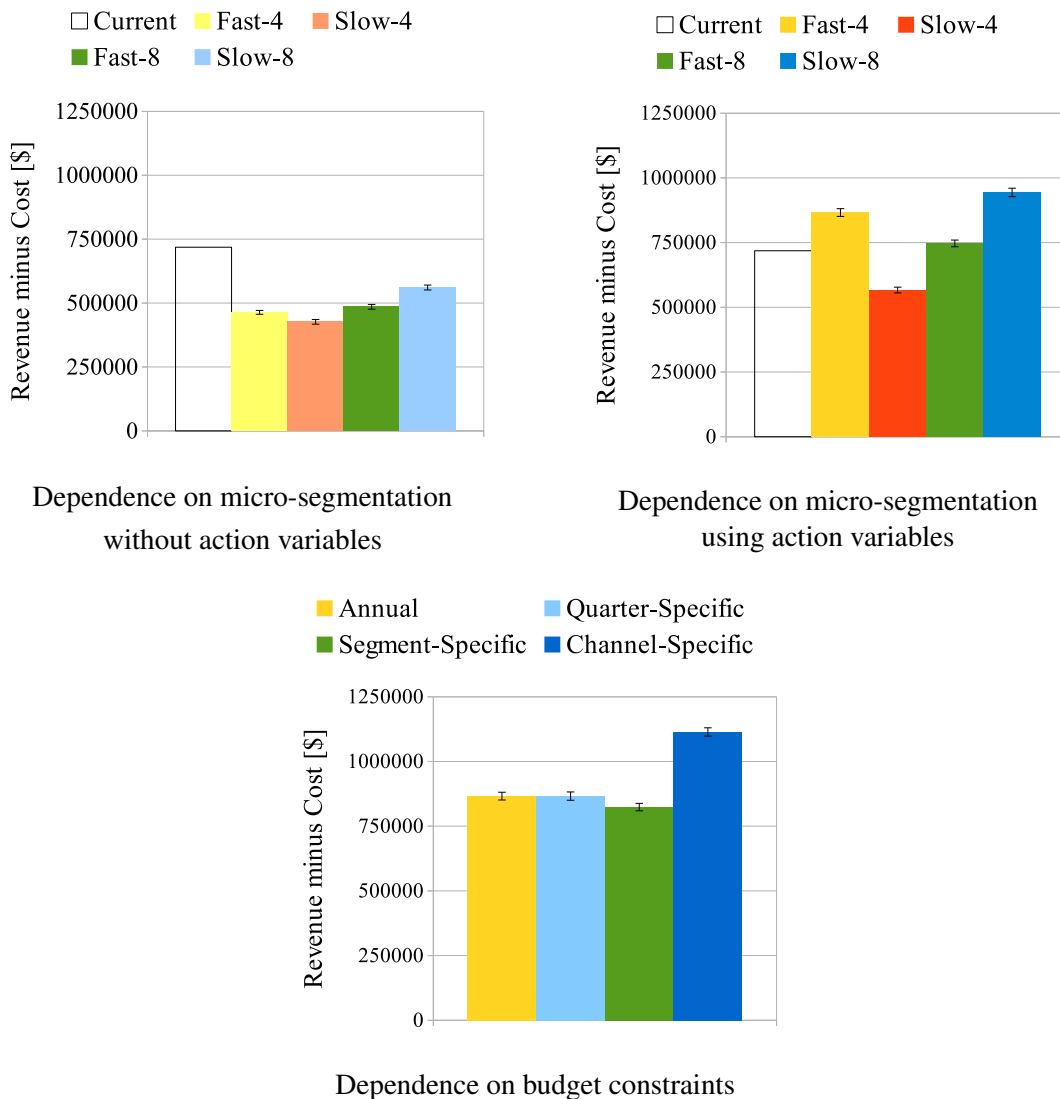 Current Fast-4 Slow-4
Fast-8 Slow-8
Revenue minus Cost [$]
1250000
1000000
750000
500000
250000
0
Dependence on micro-segmentation
without action variables
Current Fast-4 Slow-4
Fast-8 Slow-8
Revenue minus Cost [$]
1250000
1000000
750000
500000
250000
0
Dependence on micro-segmentation
using action variables
Annual Quarter-Specific
Segment-Specific Channel-Specific
Revenue minus Cost [$]
1250000
1000000
750000
500000
250000
0
Dependence on budget constraints